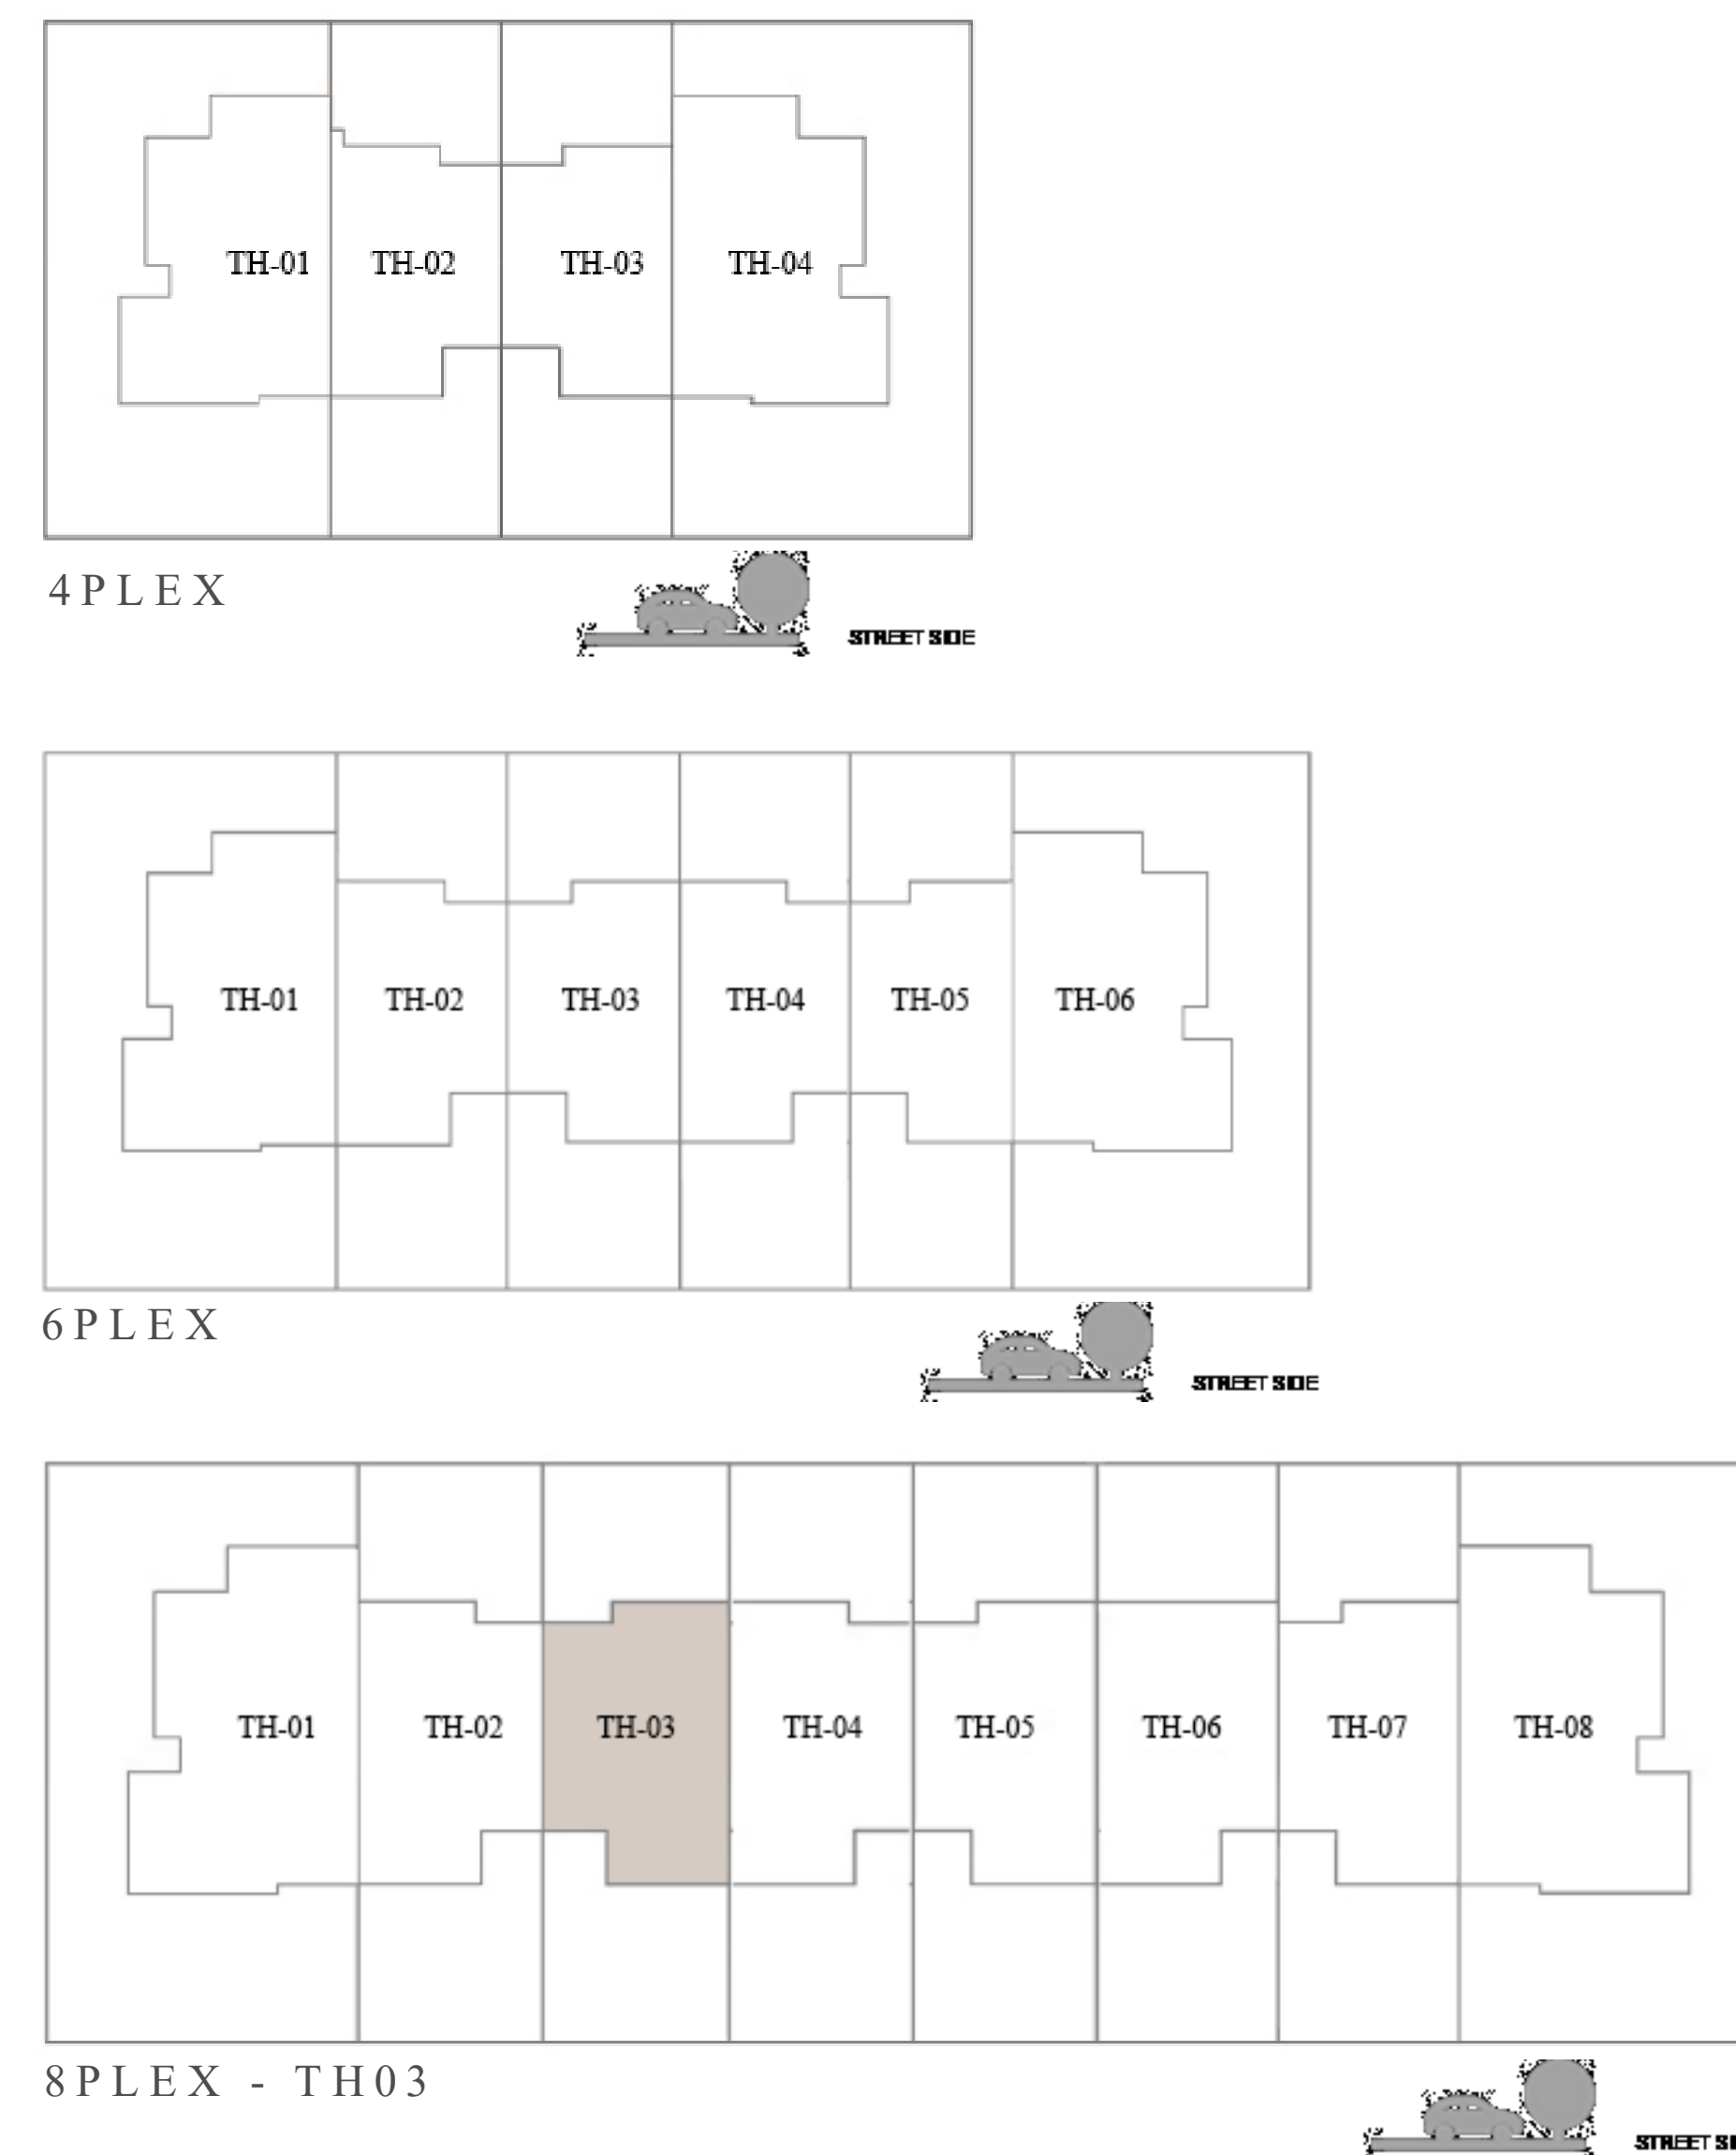 TH-01 TH-02 TH-03 TH-04
4PLEX
STREET SIDE
TH-01 TH-02 TH-03 TH-04 TH-05 TH-06
6PLEX
STREET SIDE
TH-01 TH-02 TH-03 TH-04 TH-05 TH-06 TH-07 TH-08
8PLEX - TH03
STREET